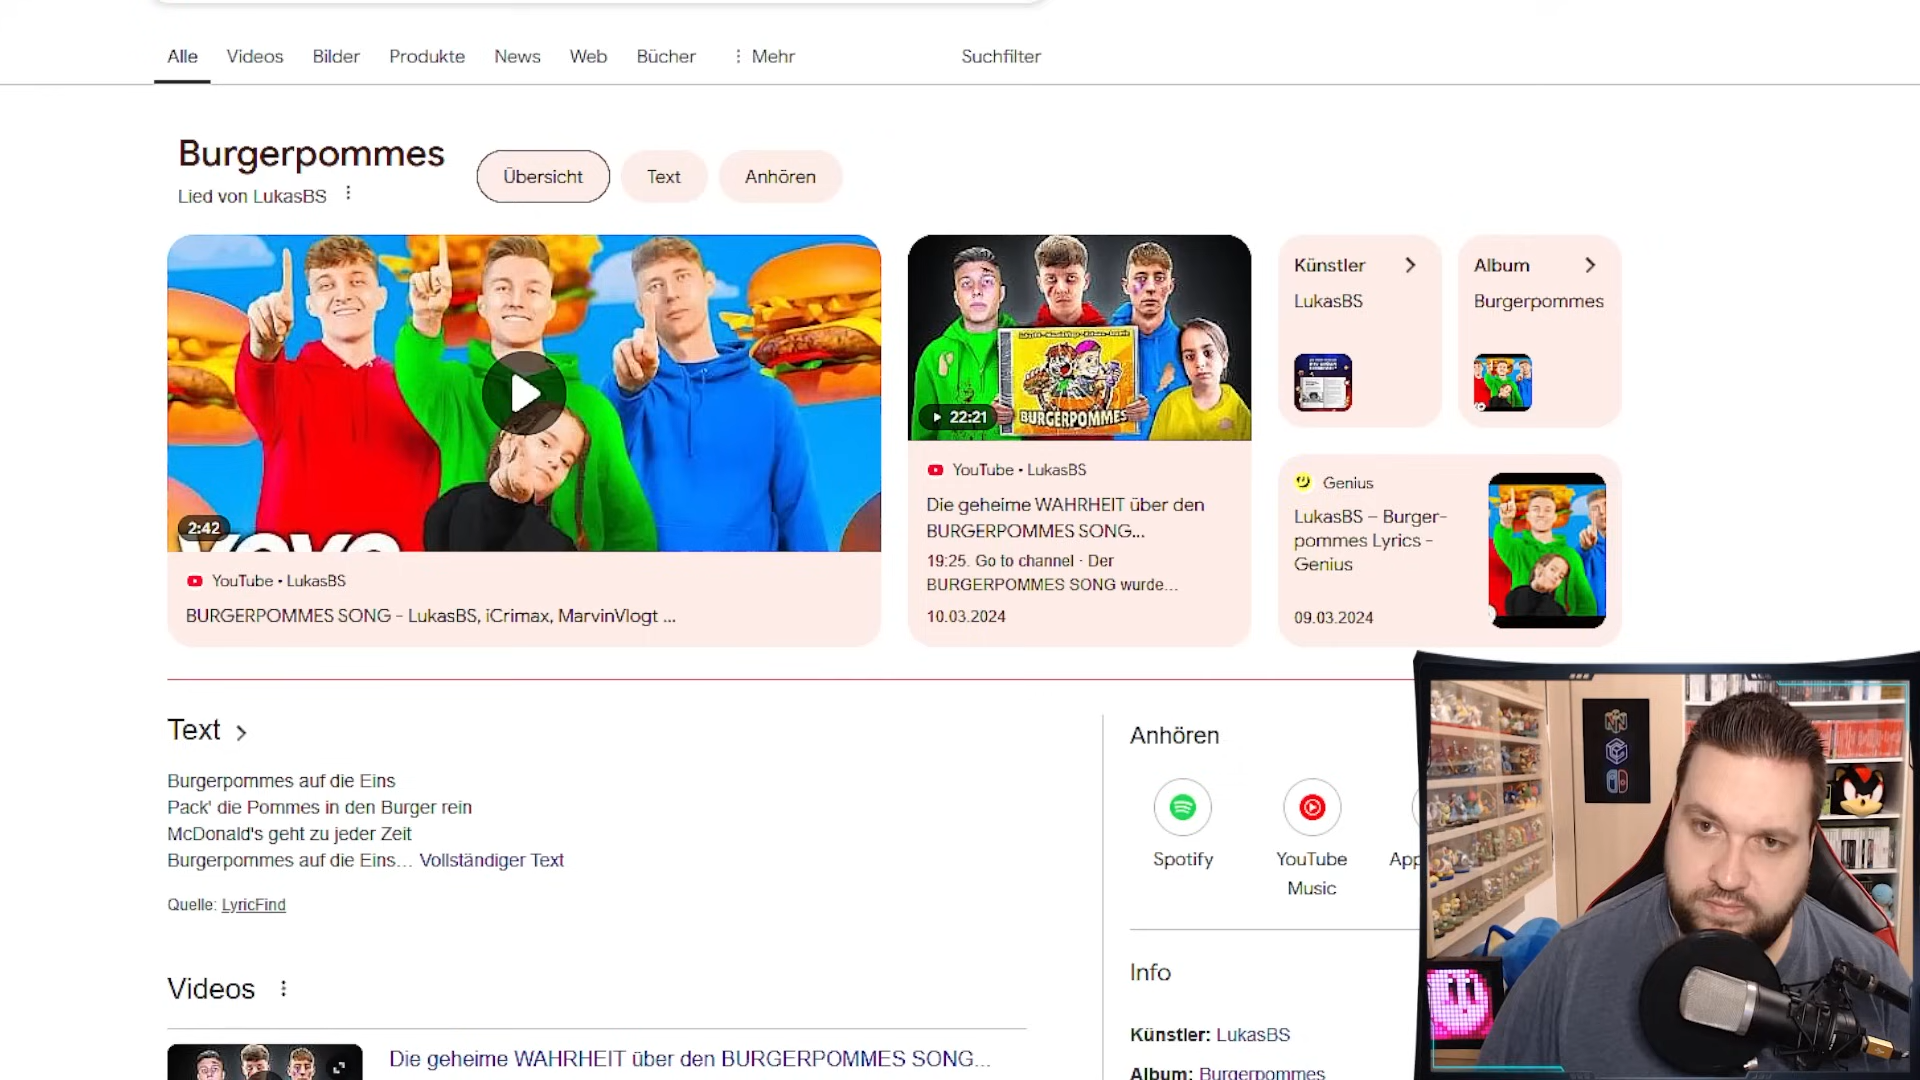 Alle Videos Bilder Produkte News Web Bücher Mehr Suchfilter
Burgerpommes
Lied von LukasBS
Übersicht Text Anhören
2:42
YouTube • LukasBS
BURGERPOMMES SONG - LukasBS, iCrimax, MarvinVlogt ...
BURGERPOMMES
22:21
YouTube • LukasBS
Die geheime WAHRHEIT über den
BURGERPOMMES SONG...
19:25. Go to channel · Der
BURGERPOMMES SONG wurde...
10.03.2024
Künstler
LukasBS
Album
Burgerpommes
Genius
LukasBS – Burger-
pommes Lyrics -
Genius
09.03.2024
Text
Burgerpommes auf die Eins
Pack' die Pommes in den Burger rein
McDonald's geht zu jeder Zeit
Burgerpommes auf die Eins... Vollständiger Text
Quelle: LyricFind
Anhören
Spotify
YouTube
Music
App
Info
Künstler: LukasBS
Album: Burgerpommes
Videos
Die geheime WAHRHEIT über den BURGERPOMMES SONG...